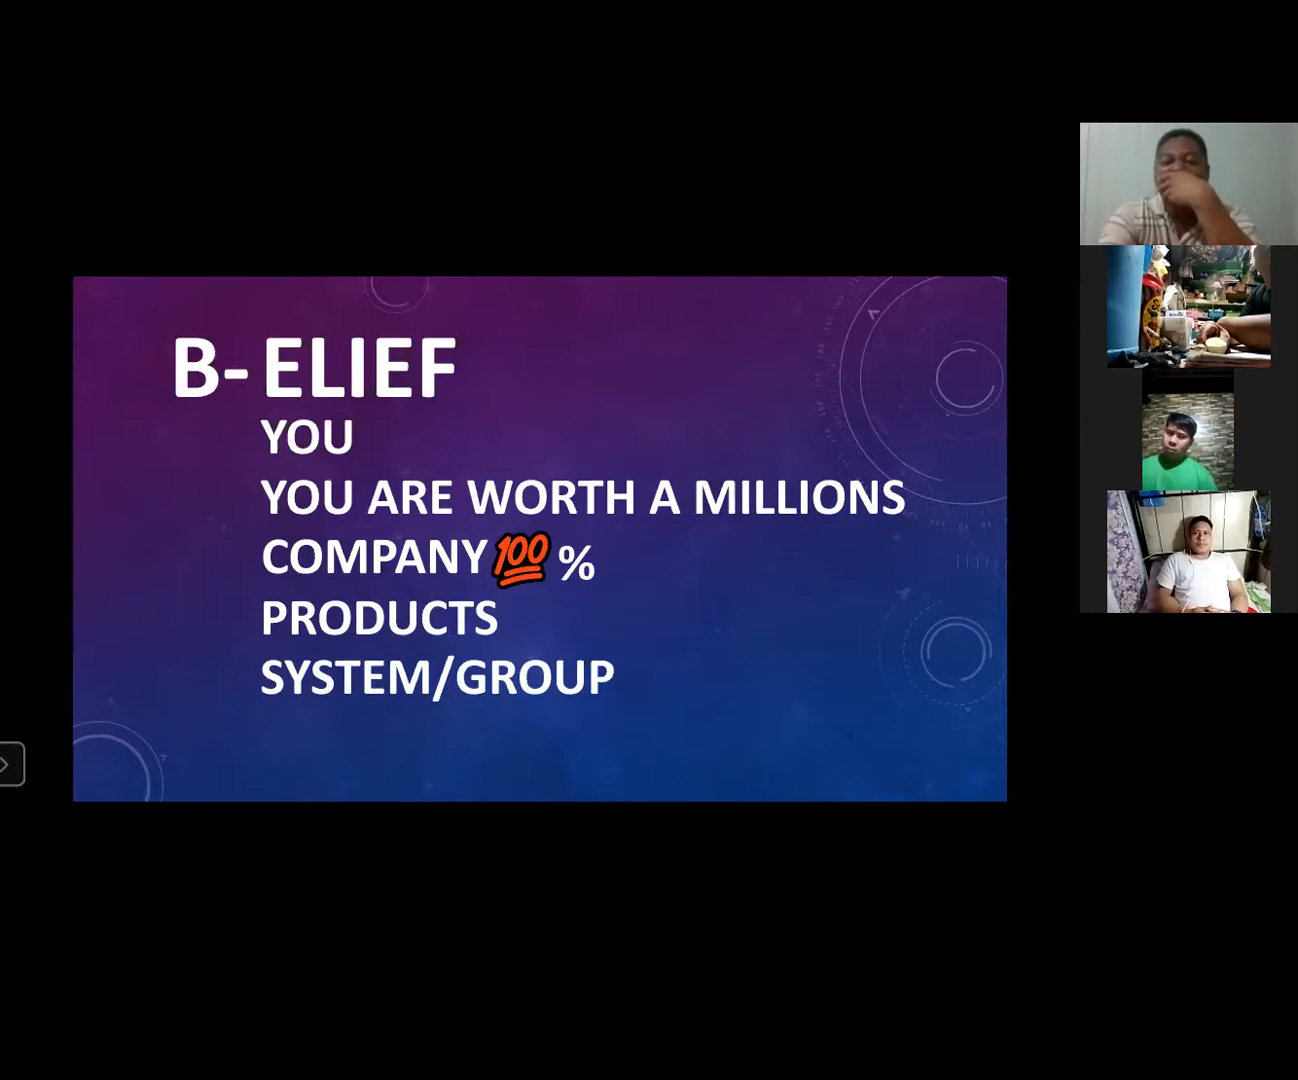 B- ELIEF
YOU
YOU ARE WORTH A MILLIONS
COMPANY💯 %
PRODUCTS
SYSTEM/GROUP